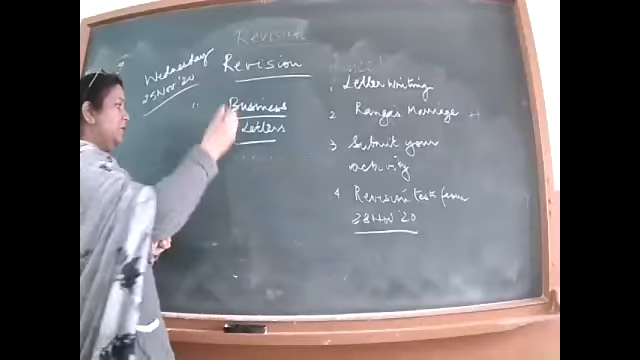 Revision
Wednesday
25 Nov '20
Revision
Business
Letters
1 Letter Writing
2 Ranga's Marriage
3 Submit your
activity
4 Revision test from
28 Nov '20